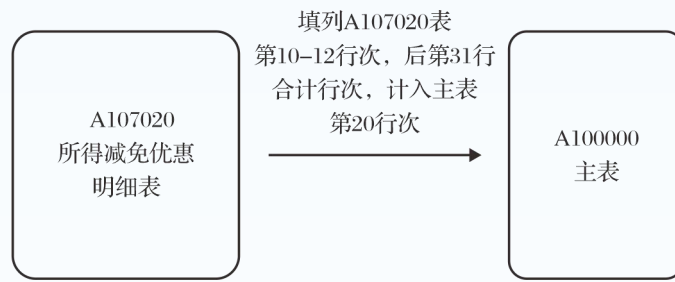 填列A107020表
第10-12行次，后第31行
合计行次，计入主表
第20行次
A107020
所得减免优惠
明细表
A100000
主表